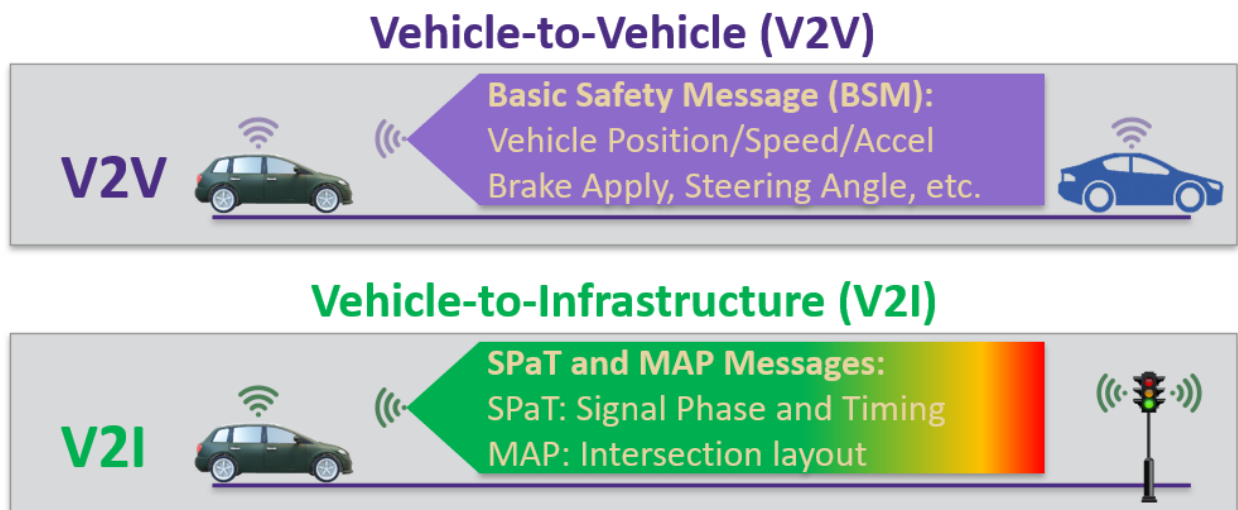 Vehicle-to-Vehicle (V2V)
V2V
Basic Safety Message (BSM):
Vehicle Position/Speed/Accel
Brake Apply, Steering Angle, etc.
Vehicle-to-Infrastructure (V2I)
V2I
SPaT and MAP Messages:
SPaT: Signal Phase and Timing
MAP: Intersection layout